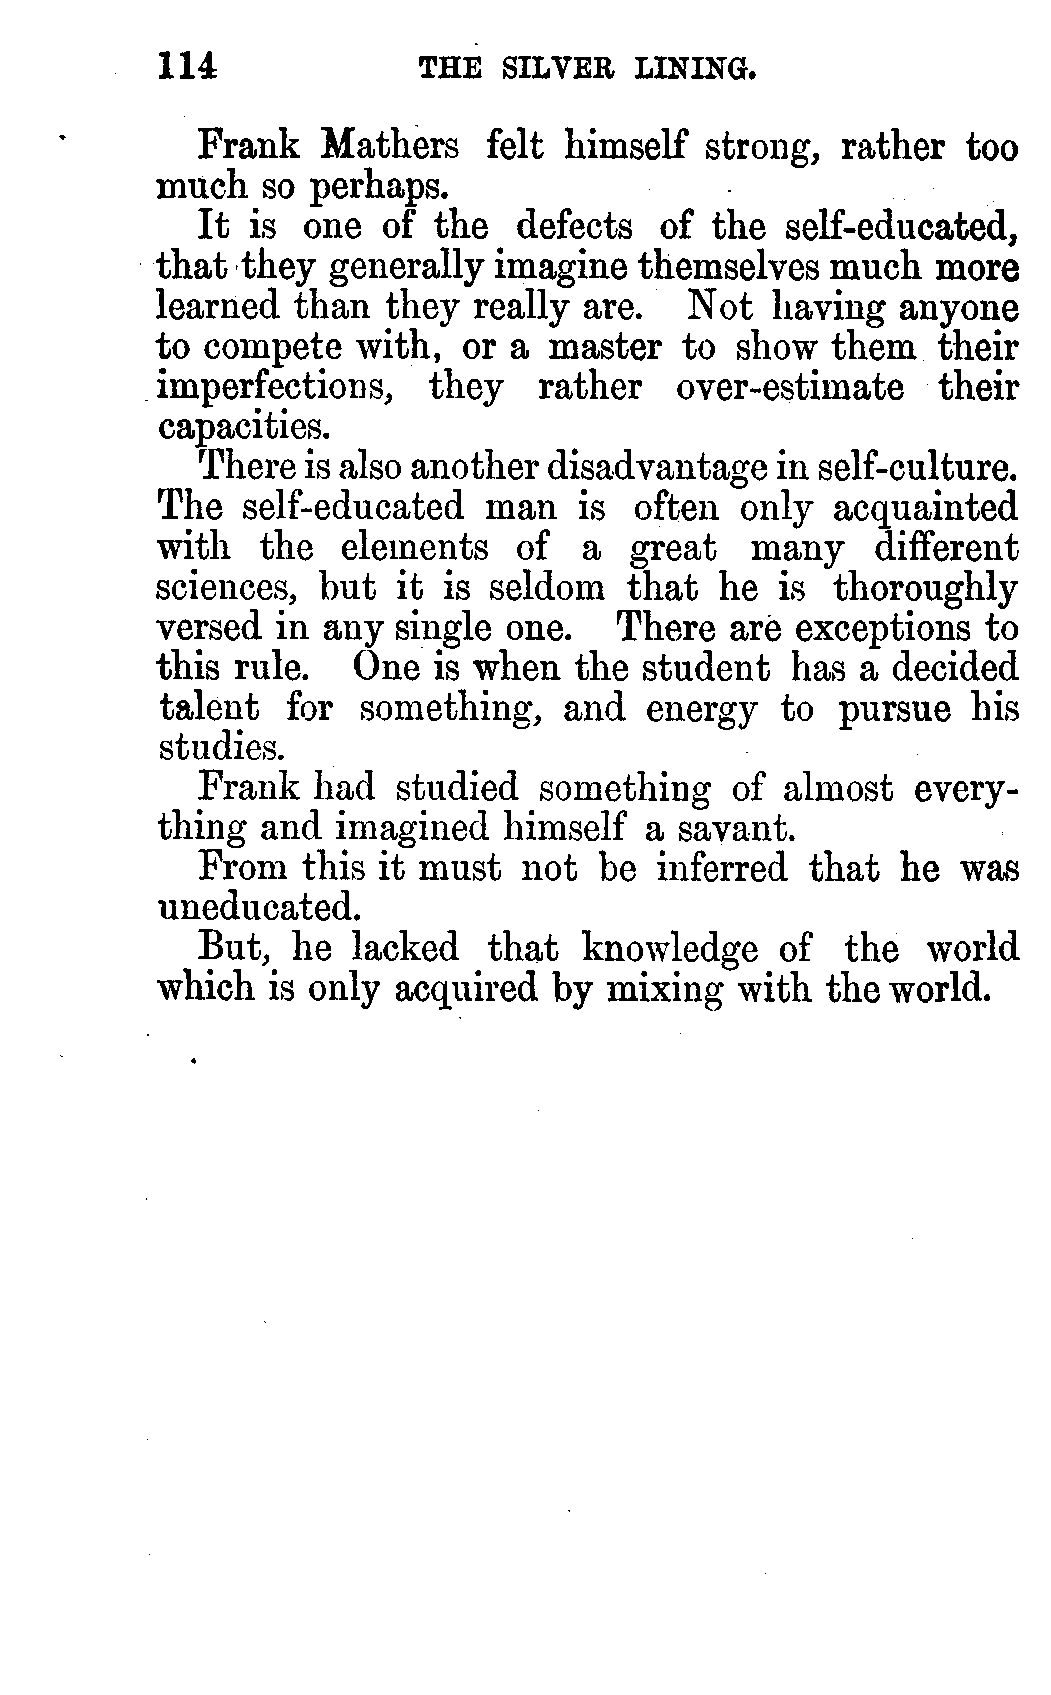 114 THE SILVER LINING.
Frank Mathers felt himself strong, rather too
much so perhaps.
It is one of the defects of the self-educated,
that they generally imagine themselves much more
learned than they really are. Not having anyone
to compete with, or a master to show them their
imperfections, they rather over-estimate their
capacities.
There is also another disadvantage in self-culture.
The self-educated man is often only acquainted
with the elements of a great many different
sciences, but it is seldom that he is thoroughly
versed in any single one. There are exceptions to
this rule. One is when the student has a decided
talent for something, and energy to pursue his
studies.
Frank had studied something of almost every-
thing and imagined himself a savant.
From this it must not be inferred that he was
uneducated.
But, he lacked that knowledge of the world
which is only acquired by mixing with the world.